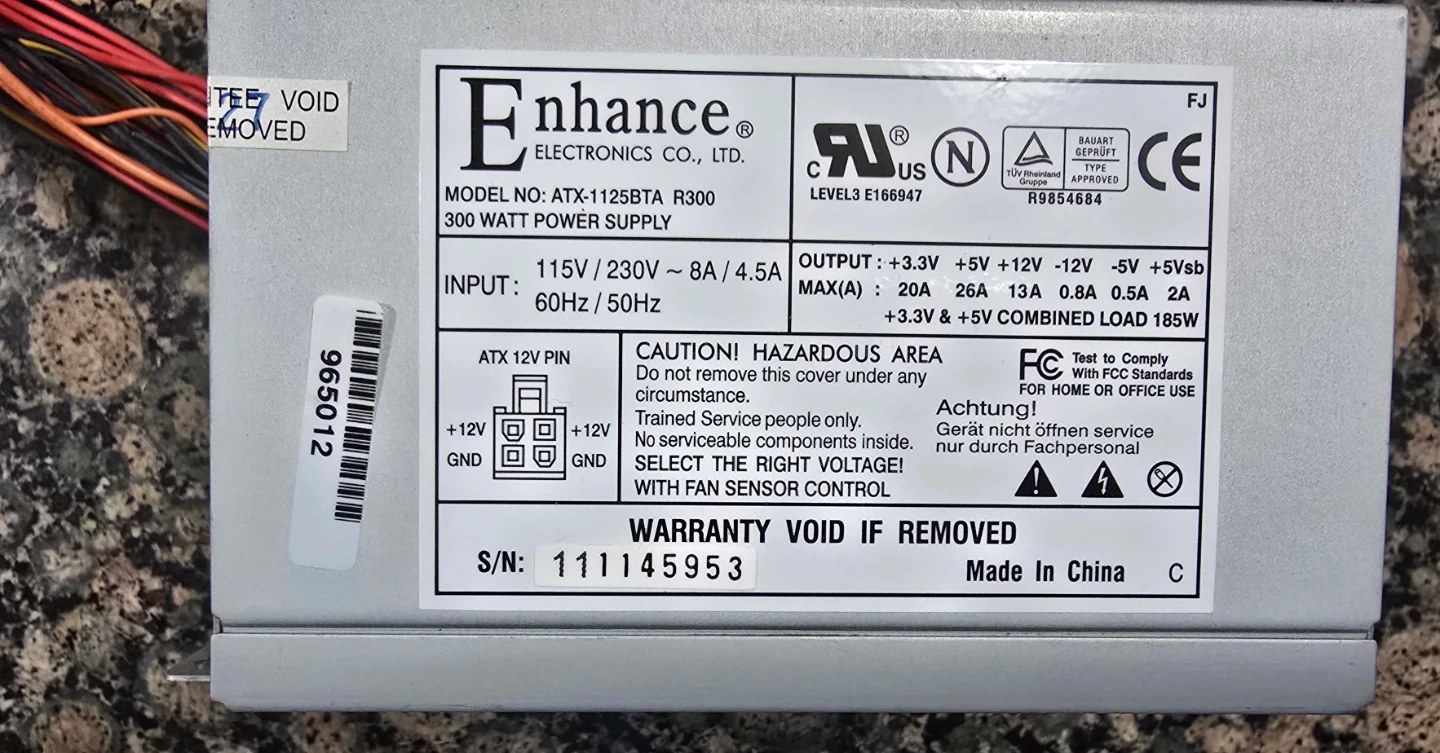 TEE VOID
EMOVED
27
965012
Enhance®
ELECTRONICS CO., LTD.
MODEL NO: ATX-1125BTA R300
300 WATT POWER SUPPLY
FJ
c RU® US
LEVEL3 E166947
N
TÜV Rheinland
Gruppe
BAUART
GEPRÜFT
TYPE
APPROVED
R9854684
CE
INPUT: 115V / 230V ~ 8A / 4.5A
60Hz / 50Hz
OUTPUT : +3.3V +5V +12V -12V -5V +5Vsb
MAX(A) : 20A 26A 13A 0.8A 0.5A 2A
+3.3V & +5V COMBINED LOAD 185W
ATX 12V PIN
+12V +12V
GND GND
CAUTION! HAZARDOUS AREA
Do not remove this cover under any
circumstance.
Trained Service people only.
No serviceable components inside.
SELECT THE RIGHT VOLTAGE!
WITH FAN SENSOR CONTROL
FC Test to Comply
With FCC Standards
FOR HOME OR OFFICE USE
Achtung!
Gerät nicht öffnen service
nur durch Fachpersonal
WARRANTY VOID IF REMOVED
S/N: 111145953
Made In China C